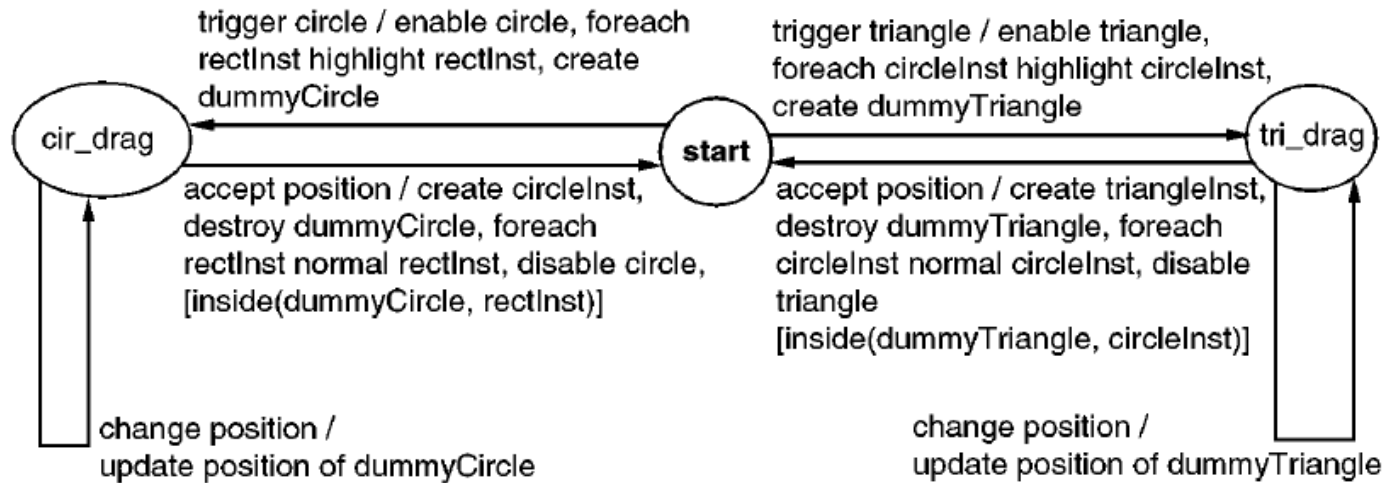 trigger circle / enable circle, foreach
rectInst highlight rectInst, create
dummyCircle
trigger triangle / enable triangle,
foreach circleInst highlight circleInst,
create dummyTriangle
cir_drag
start
tri_drag
accept position / create circleInst,
destroy dummyCircle, foreach
rectInst normal rectInst, disable circle,
[inside(dummyCircle, rectInst)]
accept position / create triangleInst,
destroy dummyTriangle, foreach
circleInst normal circleInst, disable
triangle
[inside(dummyTriangle, circleInst)]
change position /
update position of dummyCircle
change position /
update position of dummyTriangle